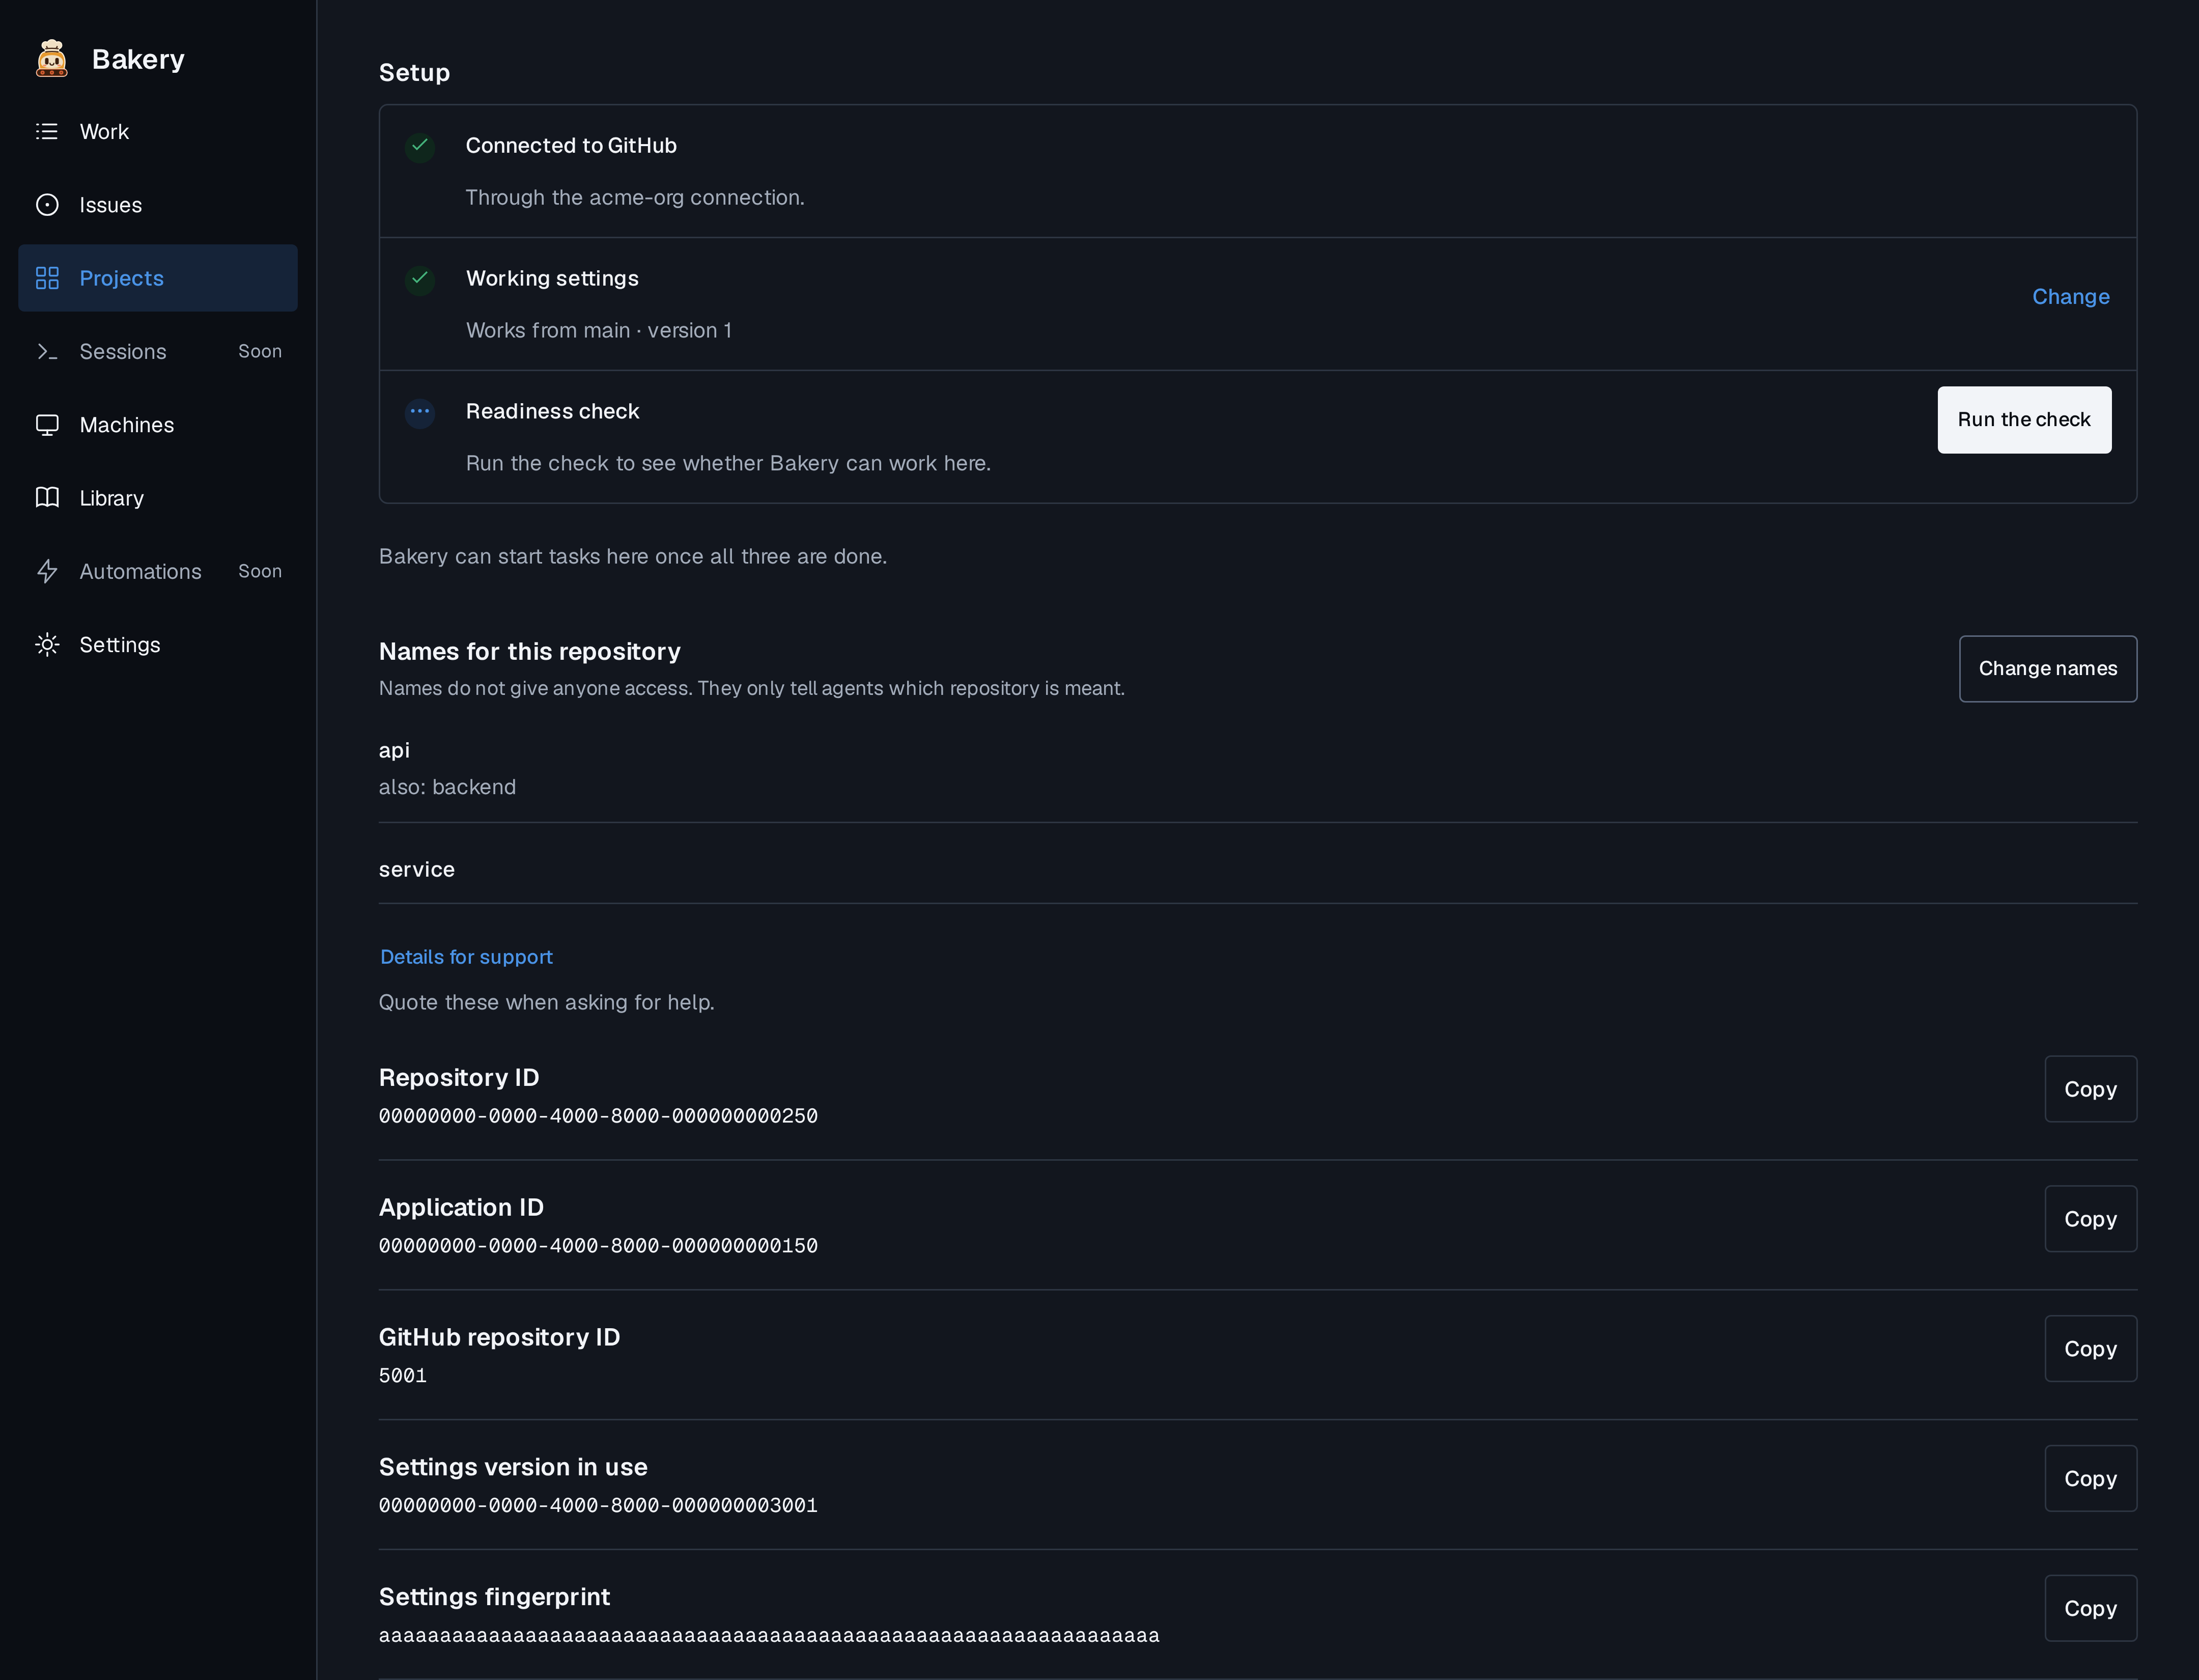 Bakery
Work
Issues
Projects
Sessions Soon
Machines
Library
Automations Soon
Settings
Setup
Connected to GitHub
Through the acme-org connection.
Working settings
Change
Works from main · version 1
Readiness check
Run the check
Run the check to see whether Bakery can work here.
Bakery can start tasks here once all three are done.
Names for this repository
Change names
Names do not give anyone access. They only tell agents which repository is meant.
api
also: backend
service
Details for support
Quote these when asking for help.
Repository ID
Copy
00000000-0000-4000-8000-000000000250
Application ID
Copy
00000000-0000-4000-8000-000000000150
GitHub repository ID
Copy
5001
Settings version in use
Copy
00000000-0000-4000-8000-000000003001
Settings fingerprint
Copy
aaaaaaaaaaaaaaaaaaaaaaaaaaaaaaaaaaaaaaaaaaaaaaaaaaaaaaaaaaaaaaaa